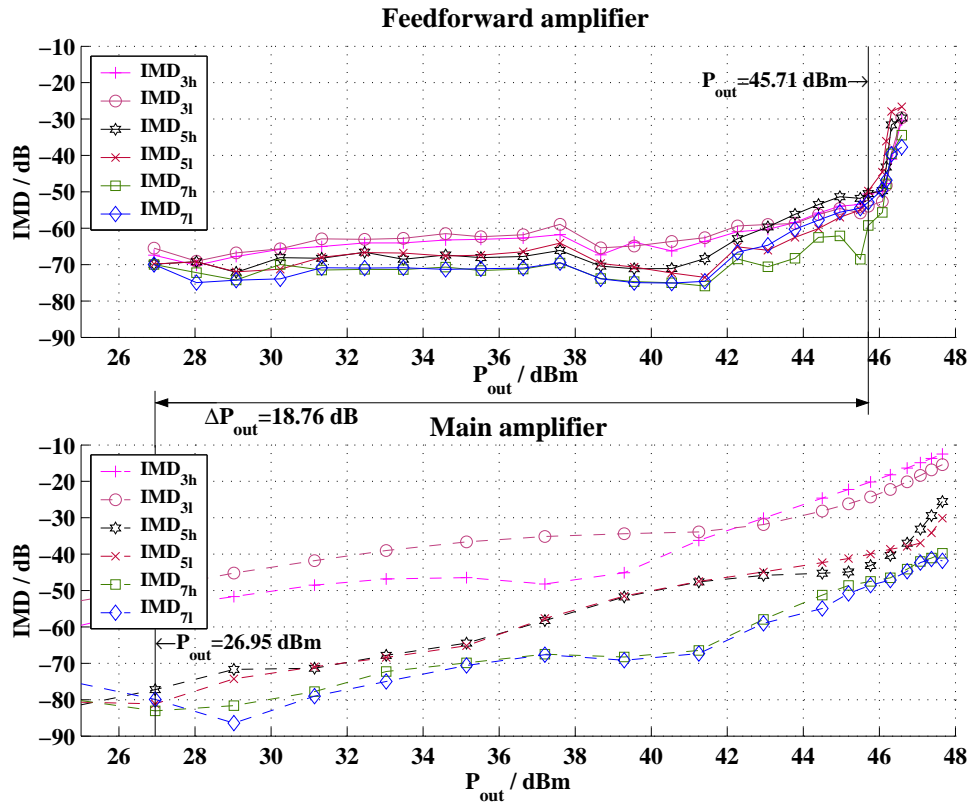 Feedforward amplifier
−10
−20
−30
−40
−50
−60
−70
−80
−90
IMD / dB
IMD3h
IMD3l
IMD5h
IMD5l
IMD7h
IMD7l
Pout=45.71 dBm
26 28 30 32 34 36 38 40 42 44 46 48
Pout / dBm
ΔPout=18.76 dB
Main amplifier
−10
−20
−30
−40
−50
−60
−70
−80
−90
IMD / dB
IMD3h
IMD3l
IMD5h
IMD5l
IMD7h
IMD7l
Pout=26.95 dBm
26 28 30 32 34 36 38 40 42 44 46 48
Pout / dBm